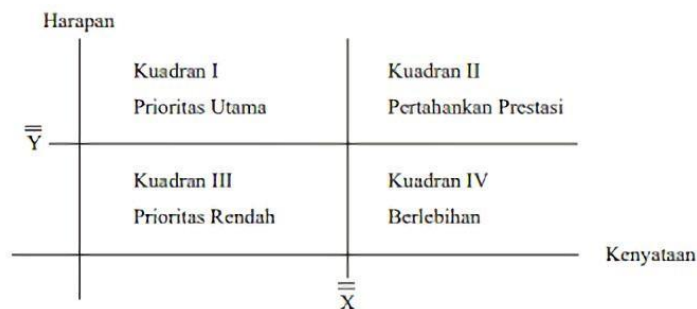 Harapan
Kuadran I
Prioritas Utama
Kuadran II
Pertahankan Prestasi
Y
Kuadran III
Prioritas Rendah
Kuadran IV
Berlebihan
Kenyataan
X